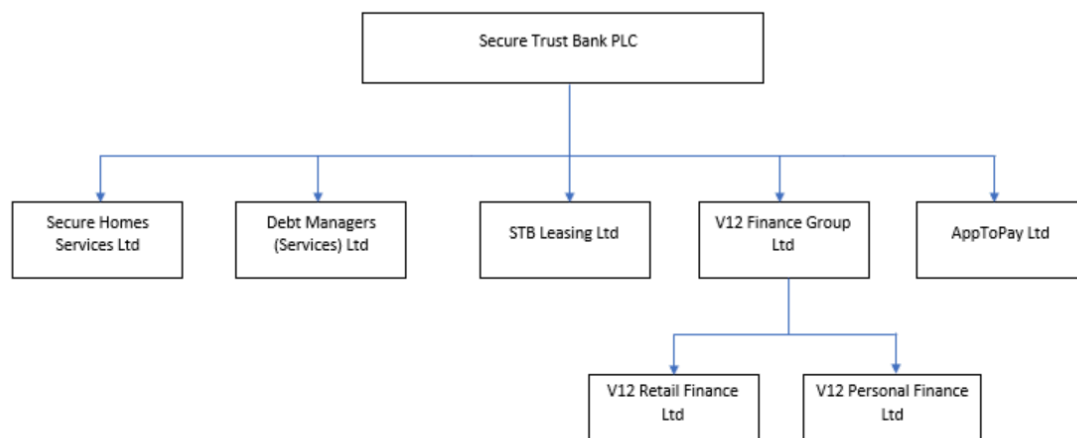 Secure Trust Bank PLC
Secure Homes
Services Ltd
Debt Managers
(Services) Ltd
STB Leasing Ltd
V12 Finance Group
Ltd
AppToPay Ltd
V12 Retail Finance
Ltd
V12 Personal Finance
Ltd